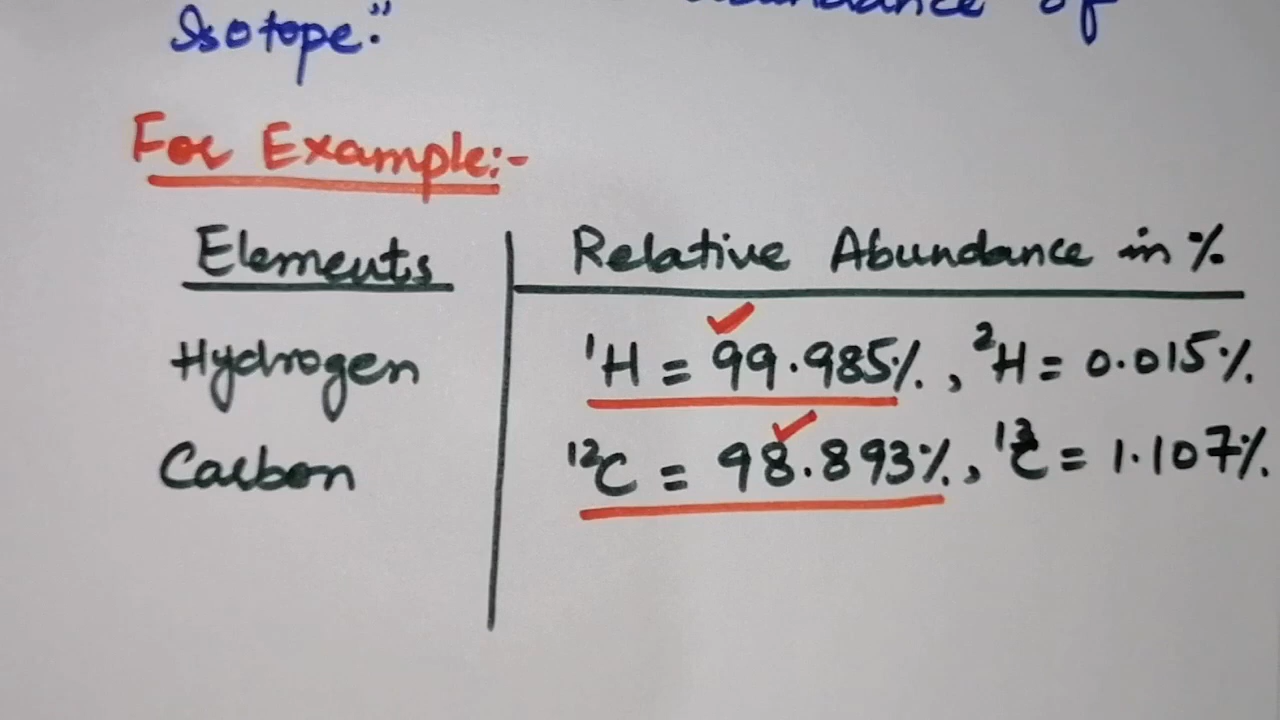 of
Isotope."
For Example:-
Elements Relative Abundance in %
Hydrogen ¹H = 99.985%, ²H = 0.015%.
Carbon ¹²C = 98.893%, ¹³C = 1.107%.